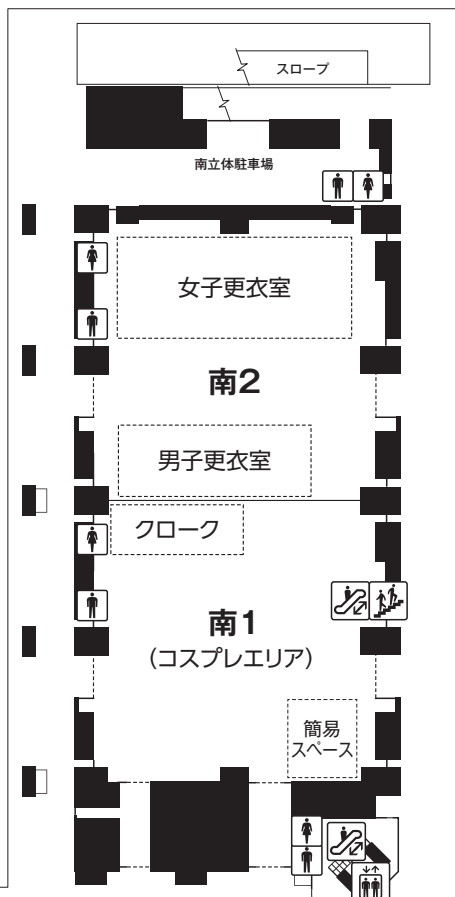 スロープ
南立体駐車場
女子更衣室
南2
男子更衣室
クローク
南1
(コスプレエリア)
簡易
スペース